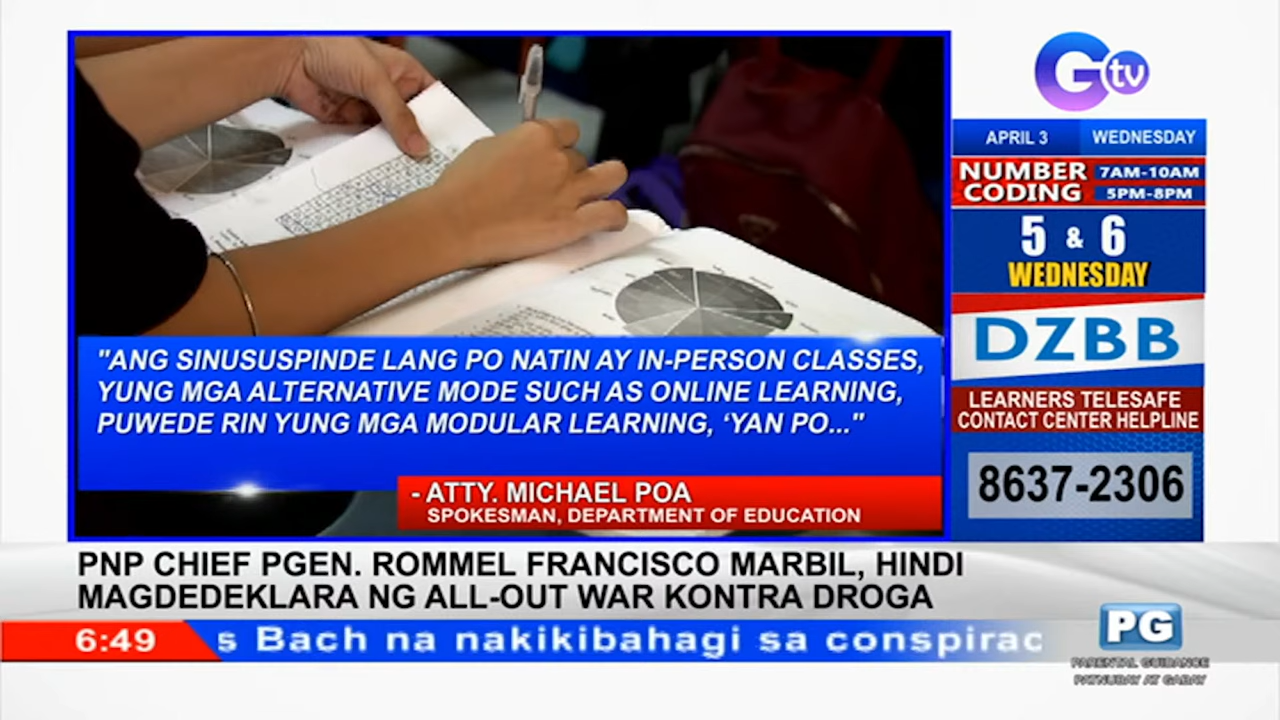 "ANG SINUSUSPINDE LANG PO NATIN AY IN-PERSON CLASSES,
YUNG MGA ALTERNATIVE MODE SUCH AS ONLINE LEARNING,
PUWEDE RIN YUNG MGA MODULAR LEARNING, ‘YAN PO..."
- ATTY. MICHAEL POA
SPOKESMAN, DEPARTMENT OF EDUCATION
Gtv
APRIL 3 WEDNESDAY
NUMBER CODING
7AM-10AM
5PM-8PM
5 & 6
WEDNESDAY
DZBB
LEARNERS TELESAFE
CONTACT CENTER HELPLINE
8637-2306
PNP CHIEF PGEN. ROMMEL FRANCISCO MARBIL, HINDI
MAGDEDEKLARA NG ALL-OUT WAR KONTRA DROGA
6:49 s Bach na nakikibahagi sa conspirac
PG
PARENTAL GUIDANCE
PATNUBAY AT GABAY